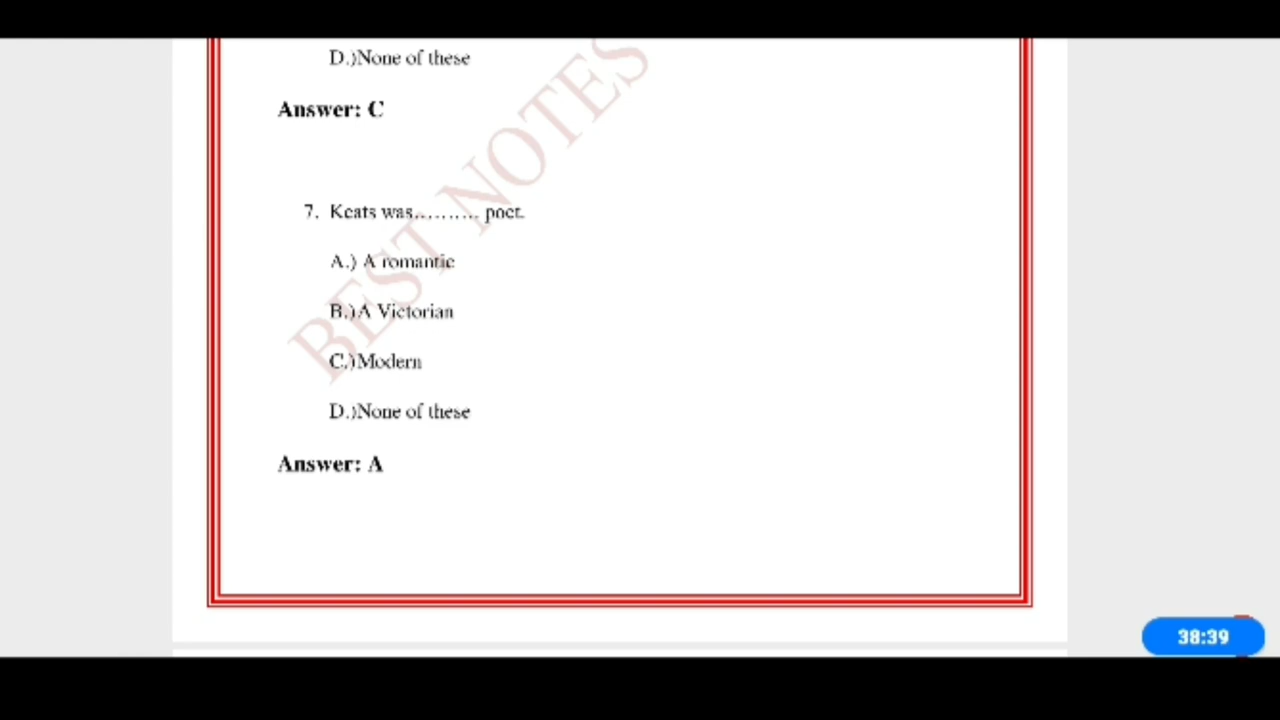 D.)None of these
Answer: C
7. Keats was.......... poet.
A.) A romantic
B.)A Victorian
C.)Modern
D.)None of these
Answer: A
BEST NOTES
38:39